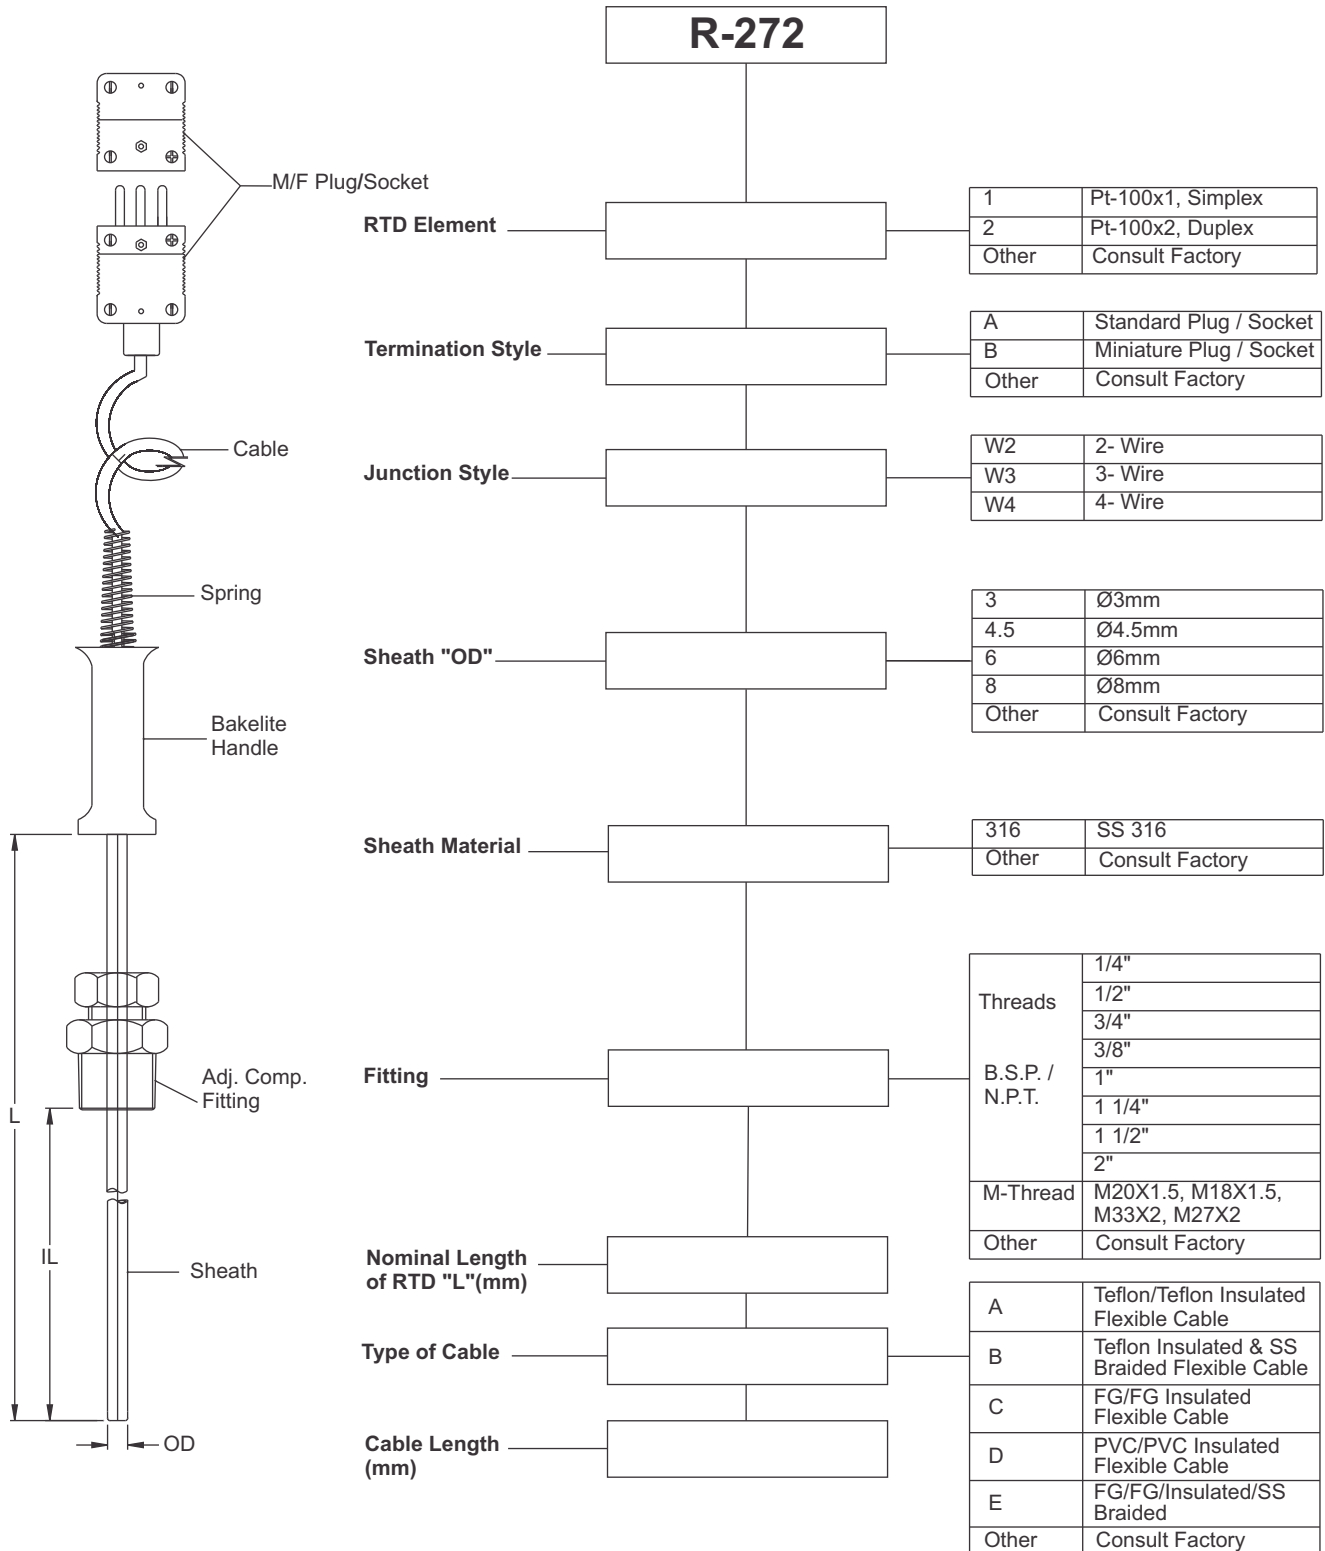 R-272
M/F Plug/Socket
Cable
Spring
Bakelite
Handle
Adj. Comp.
Fitting
L
IL
Sheath
OD
RTD Element
1 Pt-100x1, Simplex
2 Pt-100x2, Duplex
Other Consult Factory
Termination Style
A Standard Plug / Socket
B Miniature Plug / Socket
Other Consult Factory
Junction Style
W2 2- Wire
W3 3- Wire
W4 4- Wire
Sheath "OD"
3 Ø3mm
4.5 Ø4.5mm
6 Ø6mm
8 Ø8mm
Other Consult Factory
Sheath Material
316 SS 316
Other Consult Factory
Fitting
Threads
B.S.P. /
N.P.T.
1/4"
1/2"
3/4"
3/8"
1"
1 1/4"
1 1/2"
2"
M-Thread M20X1.5, M18X1.5,
M33X2, M27X2
Other Consult Factory
Nominal Length
of RTD "L"(mm)
Type of Cable
A Teflon/Teflon Insulated
Flexible Cable
B Teflon Insulated & SS
Braided Flexible Cable
C FG/FG Insulated
Flexible Cable
D PVC/PVC Insulated
Flexible Cable
E FG/FG/Insulated/SS
Braided
Other Consult Factory
Cable Length
(mm)